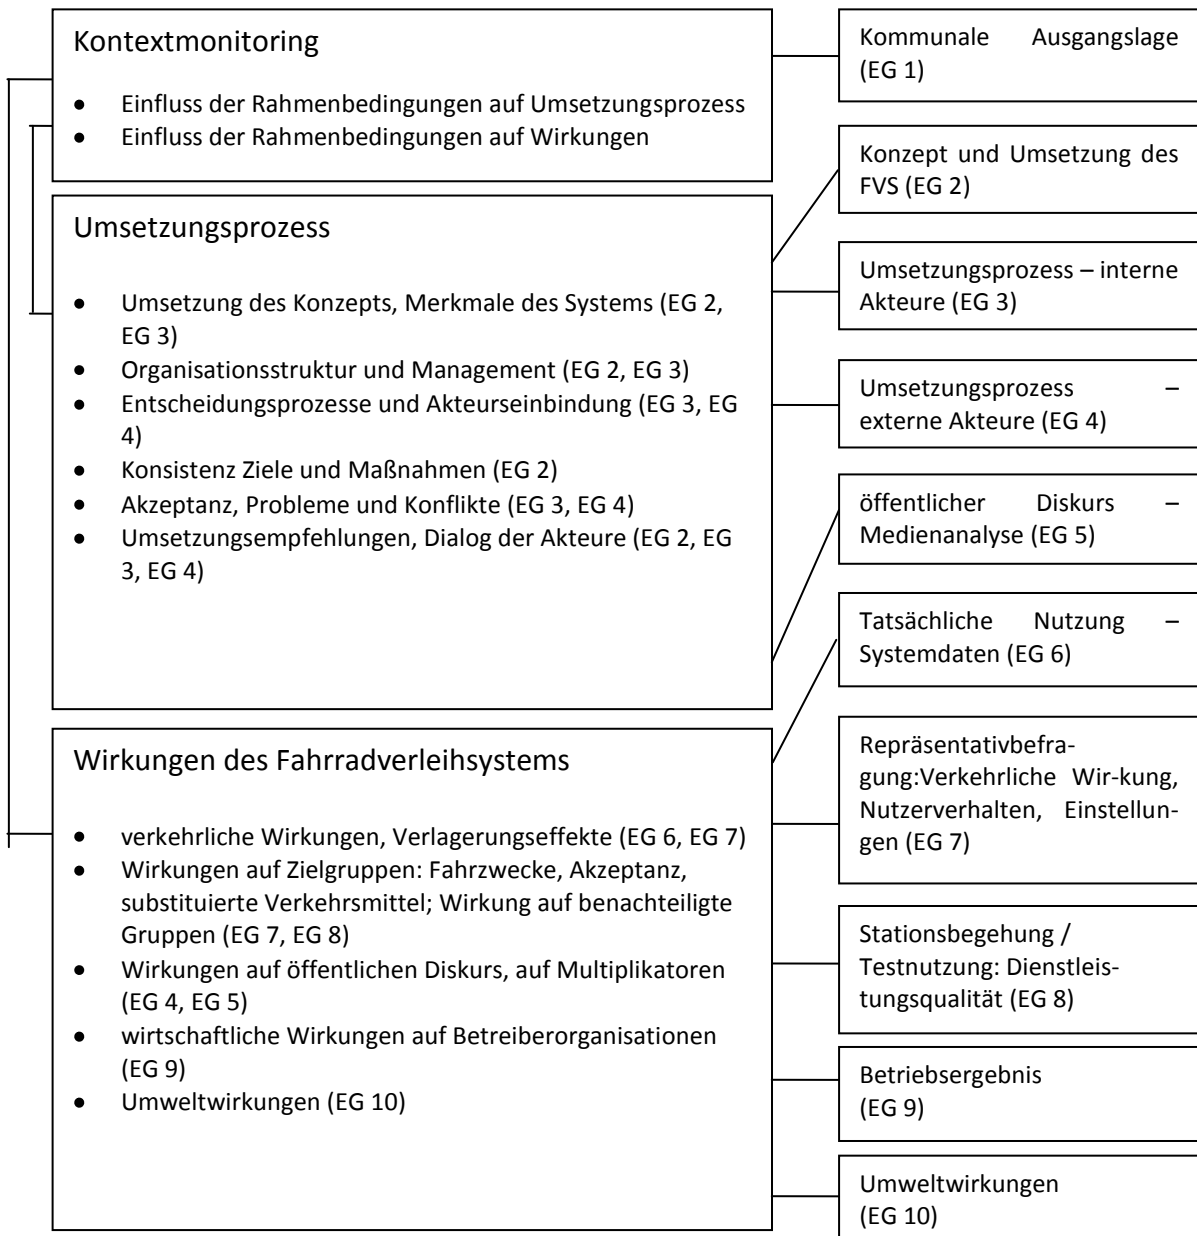 Kontextmonitoring
• Einfluss der Rahmenbedingungen auf Umsetzungsprozess
• Einfluss der Rahmenbedingungen auf Wirkungen
Umsetzungsprozess
• Umsetzung des Konzepts, Merkmale des Systems (EG 2,
EG 3)
• Organisationsstruktur und Management (EG 2, EG 3)
• Entscheidungsprozesse und Akteurseinbindung (EG 3, EG
4)
• Konsistenz Ziele und Maßnahmen (EG 2)
• Akzeptanz, Probleme und Konflikte (EG 3, EG 4)
• Umsetzungsempfehlungen, Dialog der Akteure (EG 2, EG
3, EG 4)
Wirkungen des Fahrradverleihsystems
• verkehrliche Wirkungen, Verlagerungseffekte (EG 6, EG 7)
• Wirkungen auf Zielgruppen: Fahrzwecke, Akzeptanz,
substituierte Verkehrsmittel; Wirkung auf benachteiligte
Gruppen (EG 7, EG 8)
• Wirkungen auf öffentlichen Diskurs, auf Multiplikatoren
(EG 4, EG 5)
• wirtschaftliche Wirkungen auf Betreiberorganisationen
(EG 9)
• Umweltwirkungen (EG 10)
Kommunale Ausgangslage
(EG 1)
Konzept und Umsetzung des
FVS (EG 2)
Umsetzungsprozess – interne
Akteure (EG 3)
Umsetzungsprozess –
externe Akteure (EG 4)
öffentlicher Diskurs –
Medienanalyse (EG 5)
Tatsächliche Nutzung –
Systemdaten (EG 6)
Repräsentativbefra-
gung:Verkehrliche Wir-kung,
Nutzerverhalten, Einstellun-
gen (EG 7)
Stationsbegehung /
Testnutzung: Dienstleis-
tungsqualität (EG 8)
Betriebsergebnis
(EG 9)
Umweltwirkungen
(EG 10)